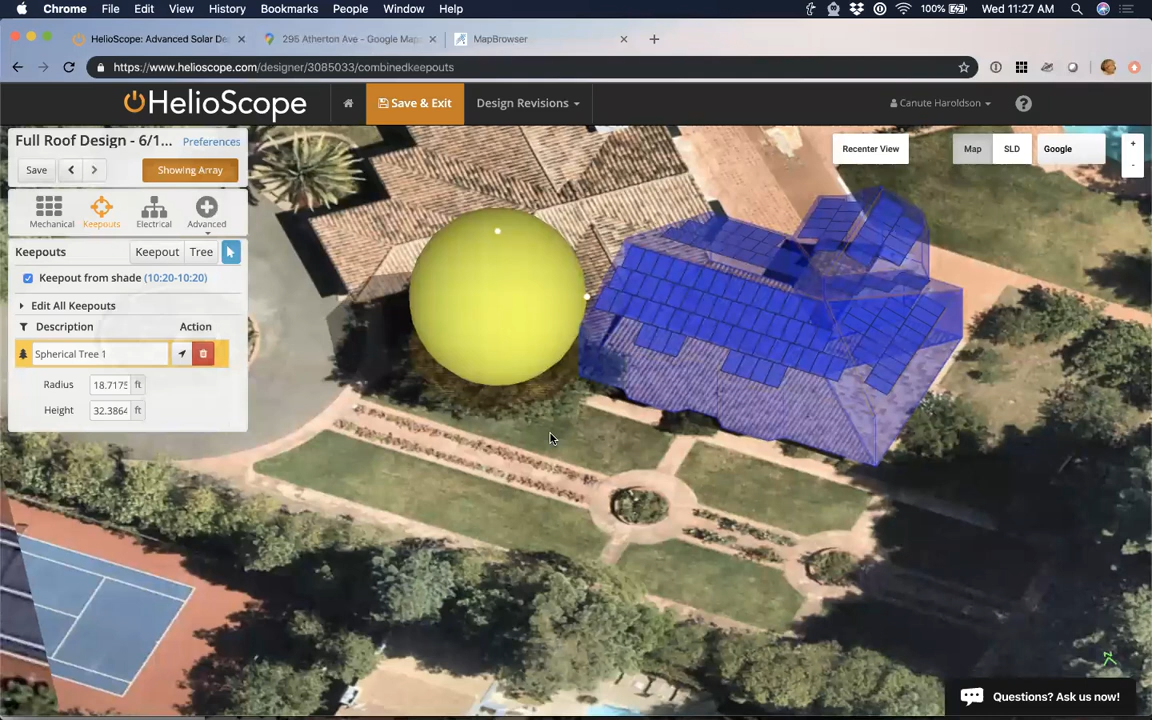 Chrome File Edit View History Bookmarks People Window Help 100% Wed 11:27 AM
HelioScope: Advanced Solar De
295 Atherton Ave - Google Map
MapBrowser
https://www.helioscope.com/designer/3085033/combinedkeepouts
HelioScope
Save & Exit
Design Revisions
Canute Haroldson
Full Roof Design - 6/1...
Preferences
Save
Showing Array
Recenter View
Map
SLD
Google
+
-
Mechanical
Keepouts
Electrical
Advanced
Keepouts
Keepout
Tree
Keepout from shade (10:20-10:20)
Edit All Keepouts
Description
Action
Spherical Tree 1
Radius 18.717 ft
Height 32.3864 ft
Questions? Ask us now!